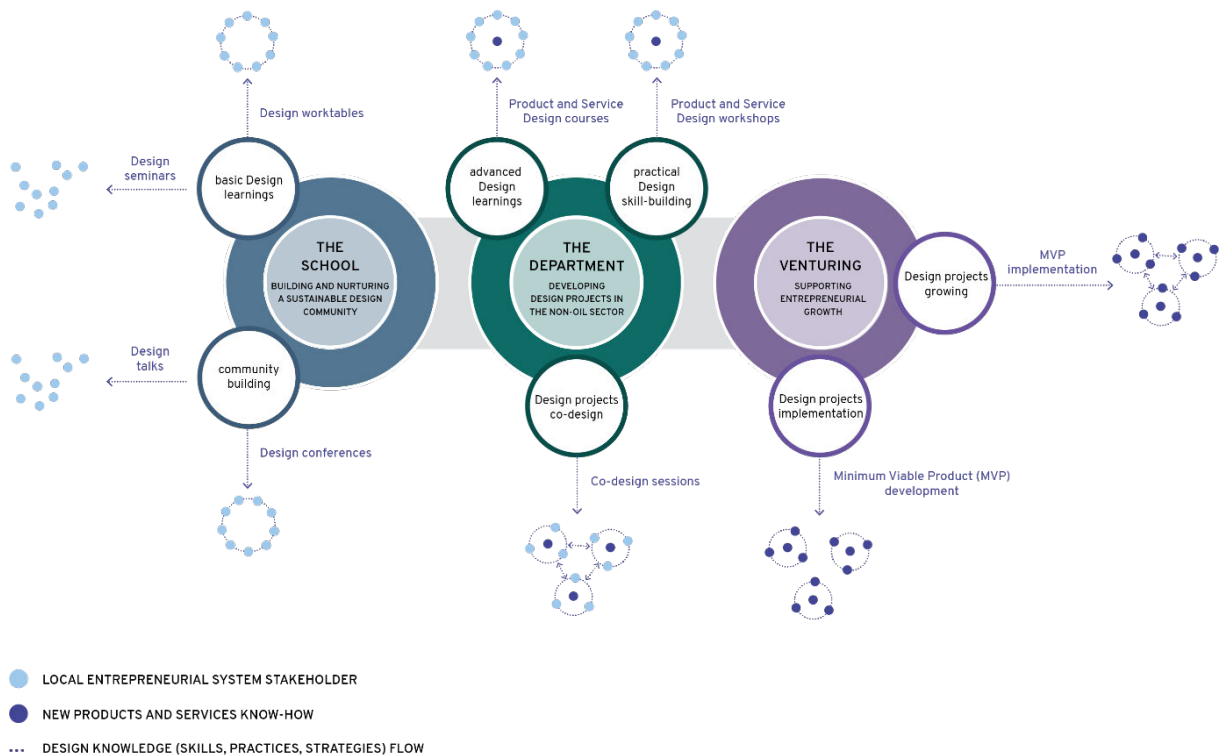 Design worktables
Product and Service
Design courses
Product and Service
Design workshops
Design
seminars
basic Design
learnings
advanced
Design
learnings
practical
Design
skill-building
THE
SCHOOL
BUILDING AND NURTURING
A SUSTAINABLE DESIGN
COMMUNITY
THE
DEPARTMENT
DEVELOPING
DESIGN PROJECTS IN
THE NON-OIL SECTOR
THE
VENTURING
SUPPORTING
ENTREPRENEURIAL
GROWTH
Design projects
growing
MVP
implementation
Design
talks
community
building
Design projects
co-design
Design projects
implementation
Design conferences
Co-design sessions
Minimum Viable Product (MVP)
development
LOCAL ENTREPRENEURIAL SYSTEM STAKEHOLDER
NEW PRODUCTS AND SERVICES KNOW-HOW
DESIGN KNOWLEDGE (SKILLS, PRACTICES, STRATEGIES) FLOW